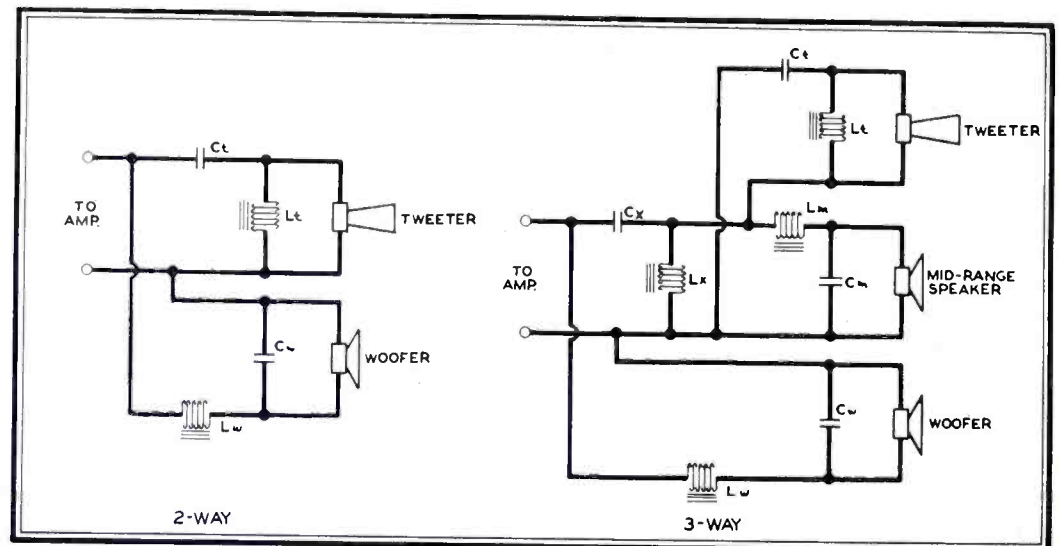 TO
AMP.
Ct
Lt
TWEETER
Cw
WOOFER
Lw
2-WAY
TO
AMP.
Ct
Lt
TWEETER
Cx
Lx
Lm
Cm
MID-RANGE
SPEAKER
Cw
WOOFER
Lw
3-WAY